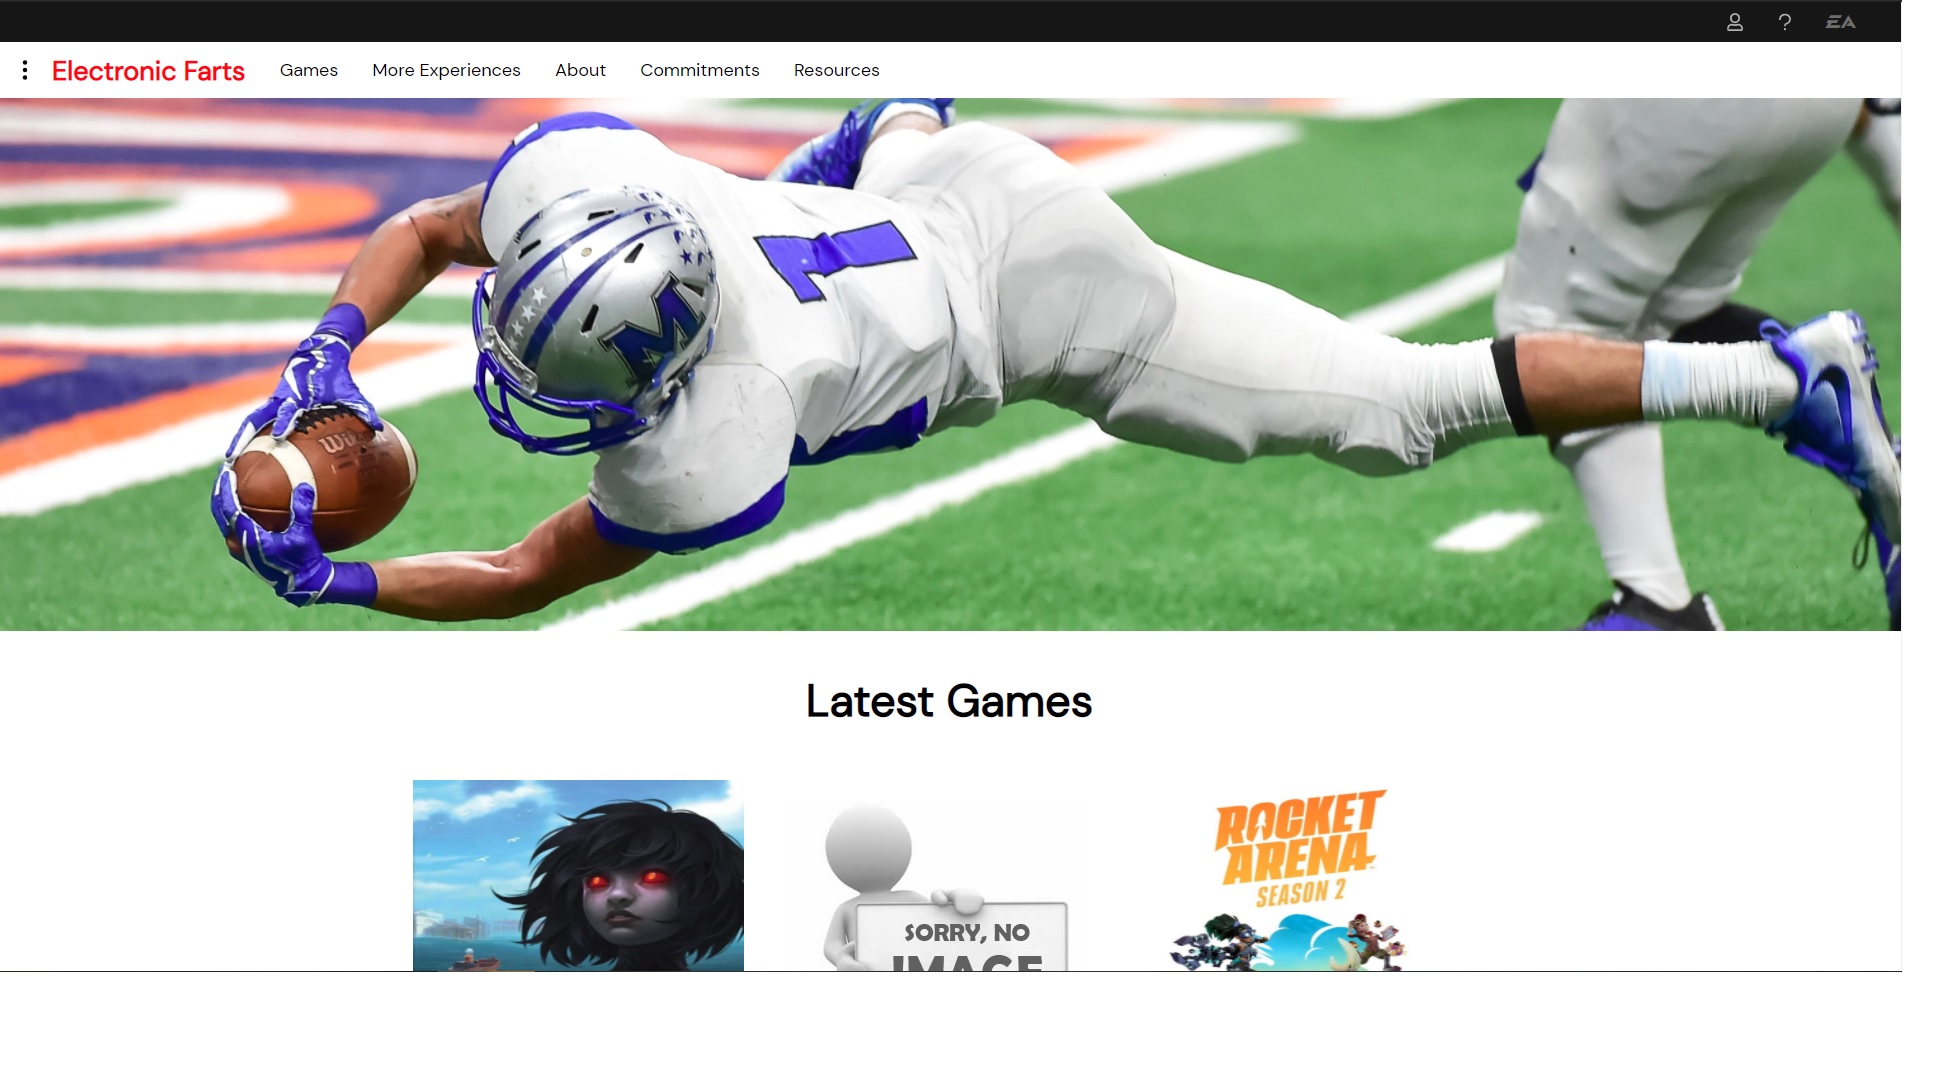 EA
Electronic Farts
Games
More Experiences
About
Commitments
Resources
1
M
Wilson
Latest Games
SORRY, NO
IMAGE
ROCKET
ARENA
SEASON 2